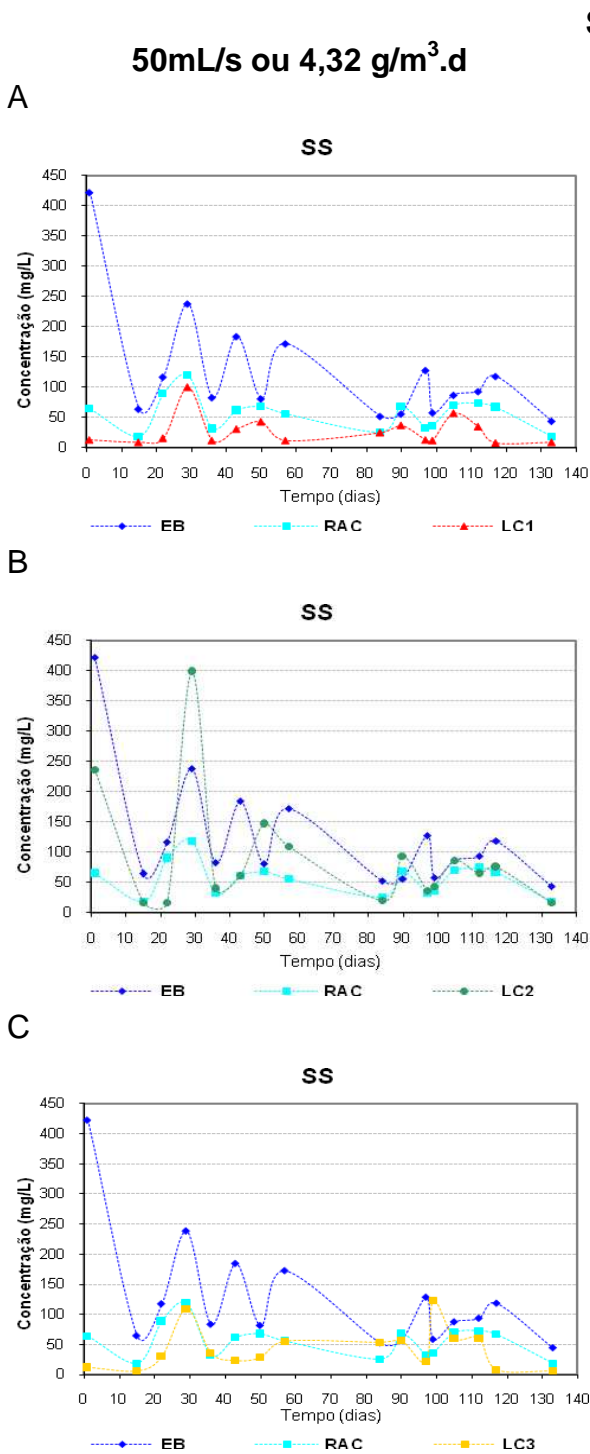 50mL/s ou 4,32 g/m³.d
A
SS
Concentração (mg/L)
450
400
350
300
250
200
150
100
50
0
0 10 20 30 40 50 60 70 80 90 100 110 120 130 140
Tempo (dias)
EB RAC LC1
B
SS
Concentração (mg/L)
450
400
350
300
250
200
150
100
50
0
0 10 20 30 40 50 60 70 80 90 100 110 120 130 140
Tempo (dias)
EB RAC LC2
C
SS
Concentração (mg/L)
450
400
350
300
250
200
150
100
50
0
0 10 20 30 40 50 60 70 80 90 100 110 120 130 140
Tempo (dias)
EB RAC LC3